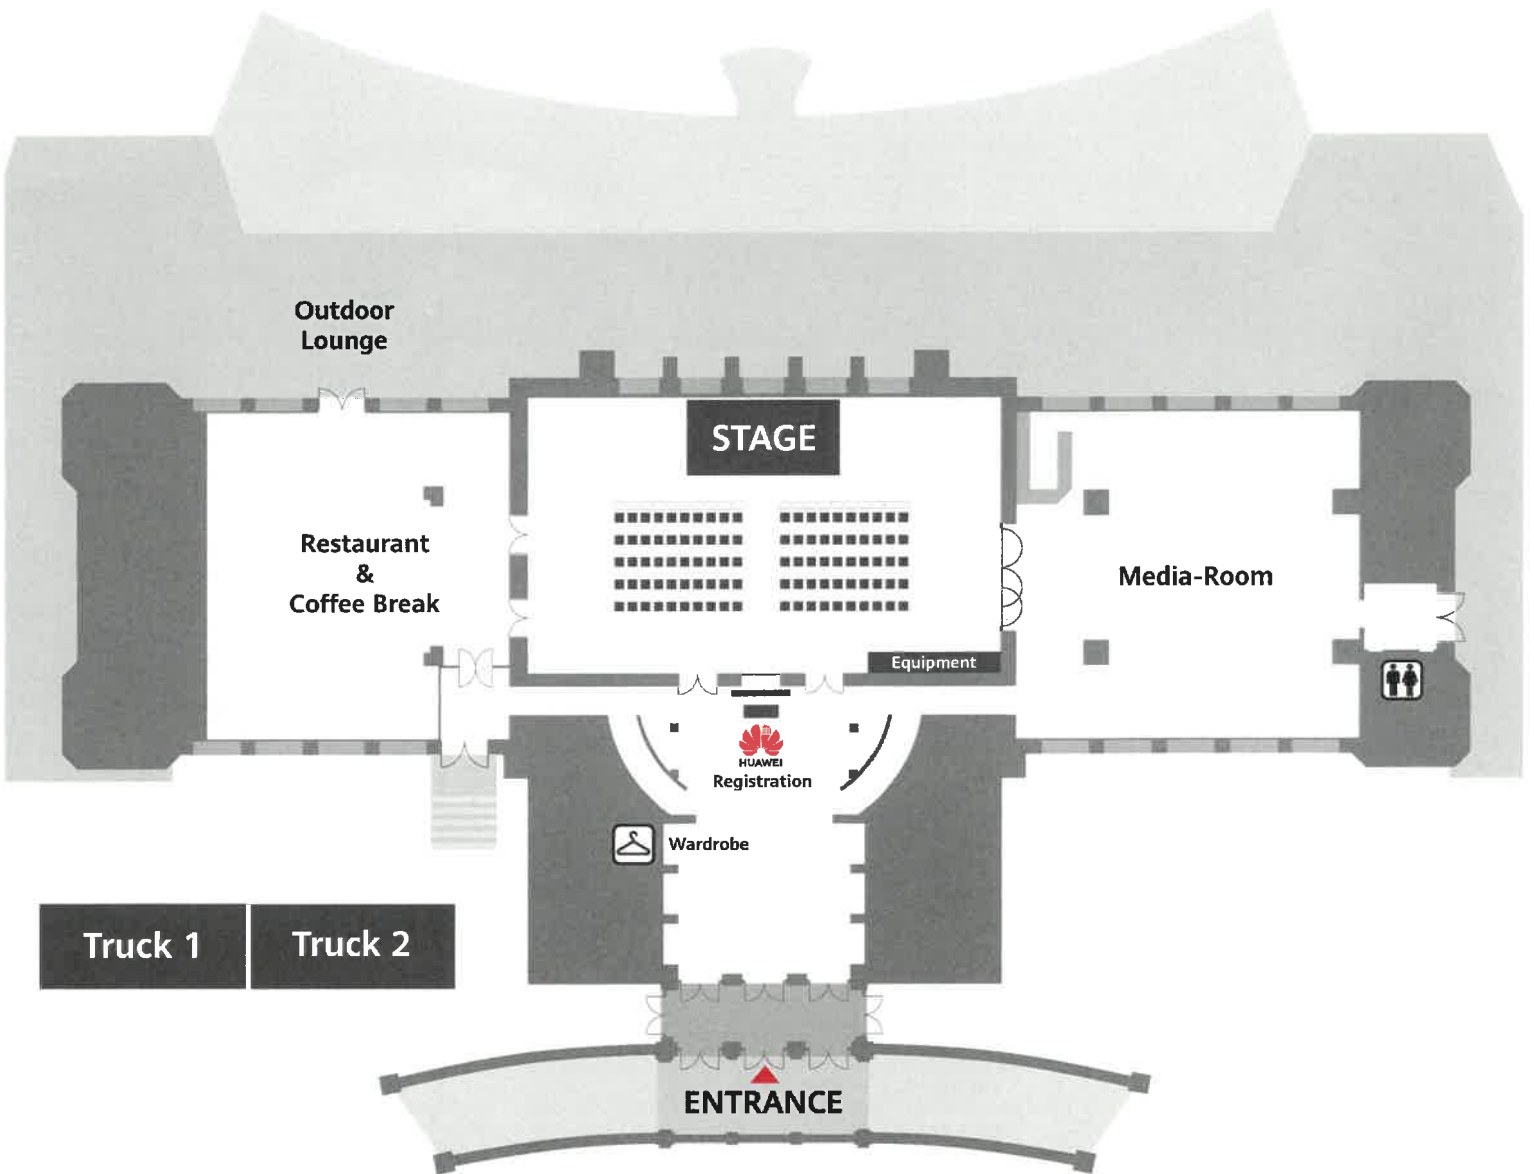 Outdoor
Lounge
STAGE
Restaurant
&
Coffee Break
Media-Room
Equipment
HUAWEI
Registration
Wardrobe
Truck 1
Truck 2
ENTRANCE